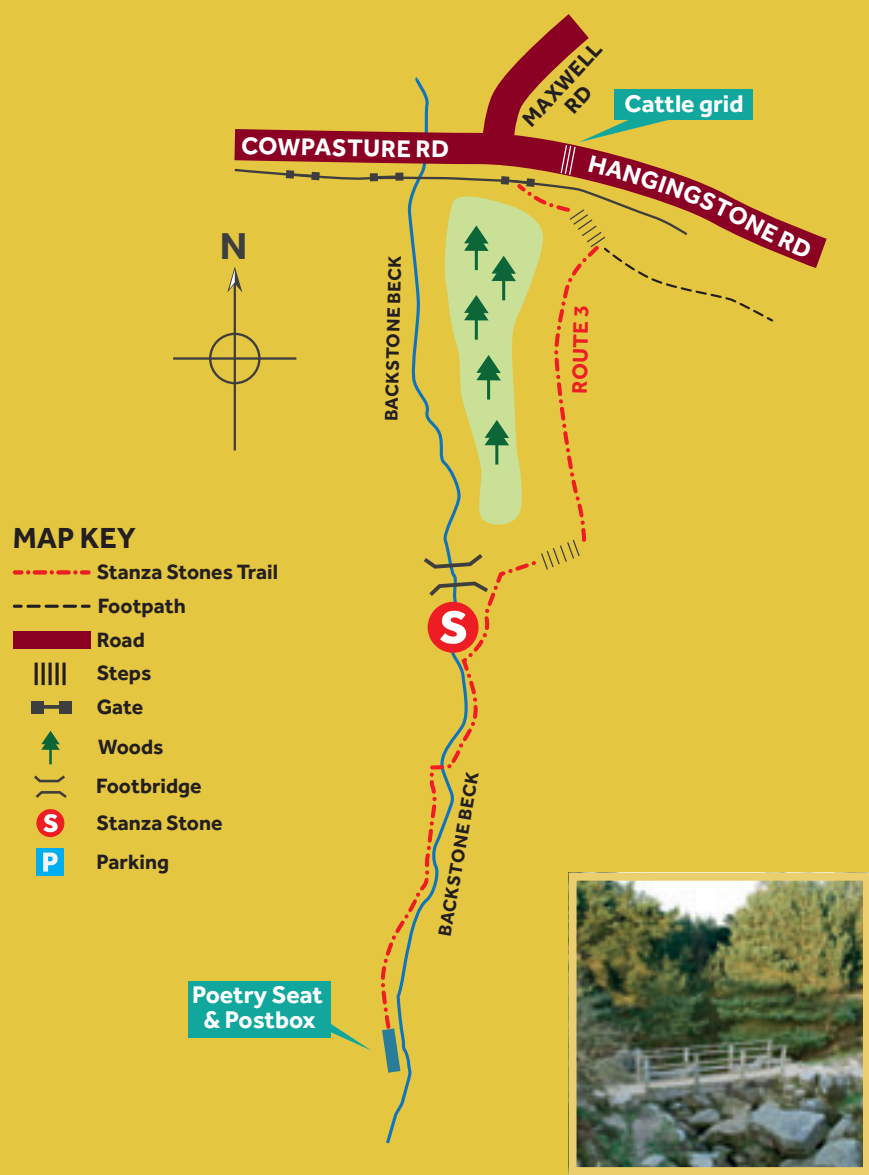 MAXWELL
RD
Cattle grid
COWPASTURE RD
HANGINGSTONE RD
N
BACKSTONE BECK
ROUTE 3
MAP KEY
Stanza Stones Trail
Footpath
Road
Steps
Gate
Woods
Footbridge
S
Stanza Stone
P
Parking
S
BACKSTONE BECK
Poetry Seat
& Postbox